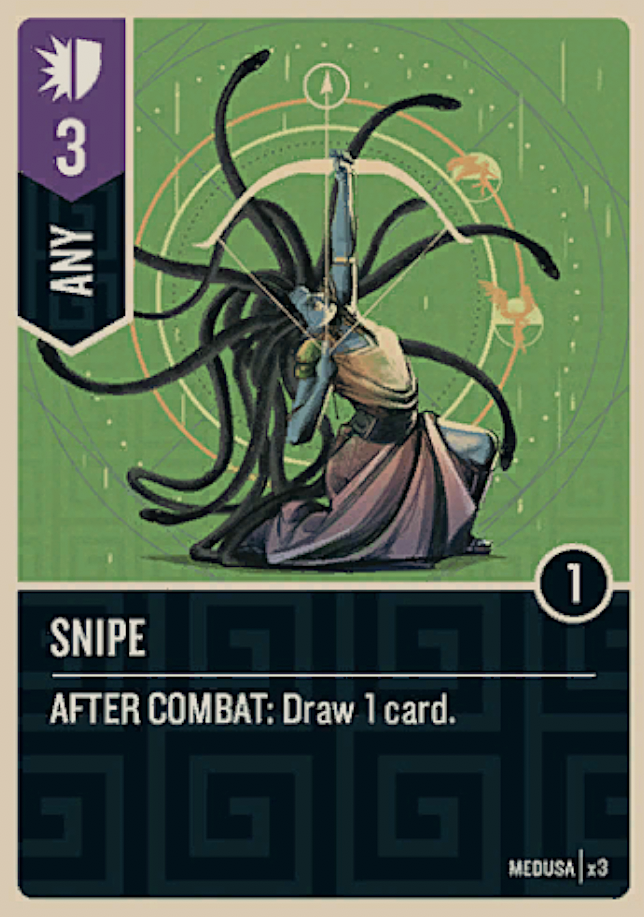 3
ANY
1
SNIPE
AFTER COMBAT: Draw 1 card.
MEDUSA | x3